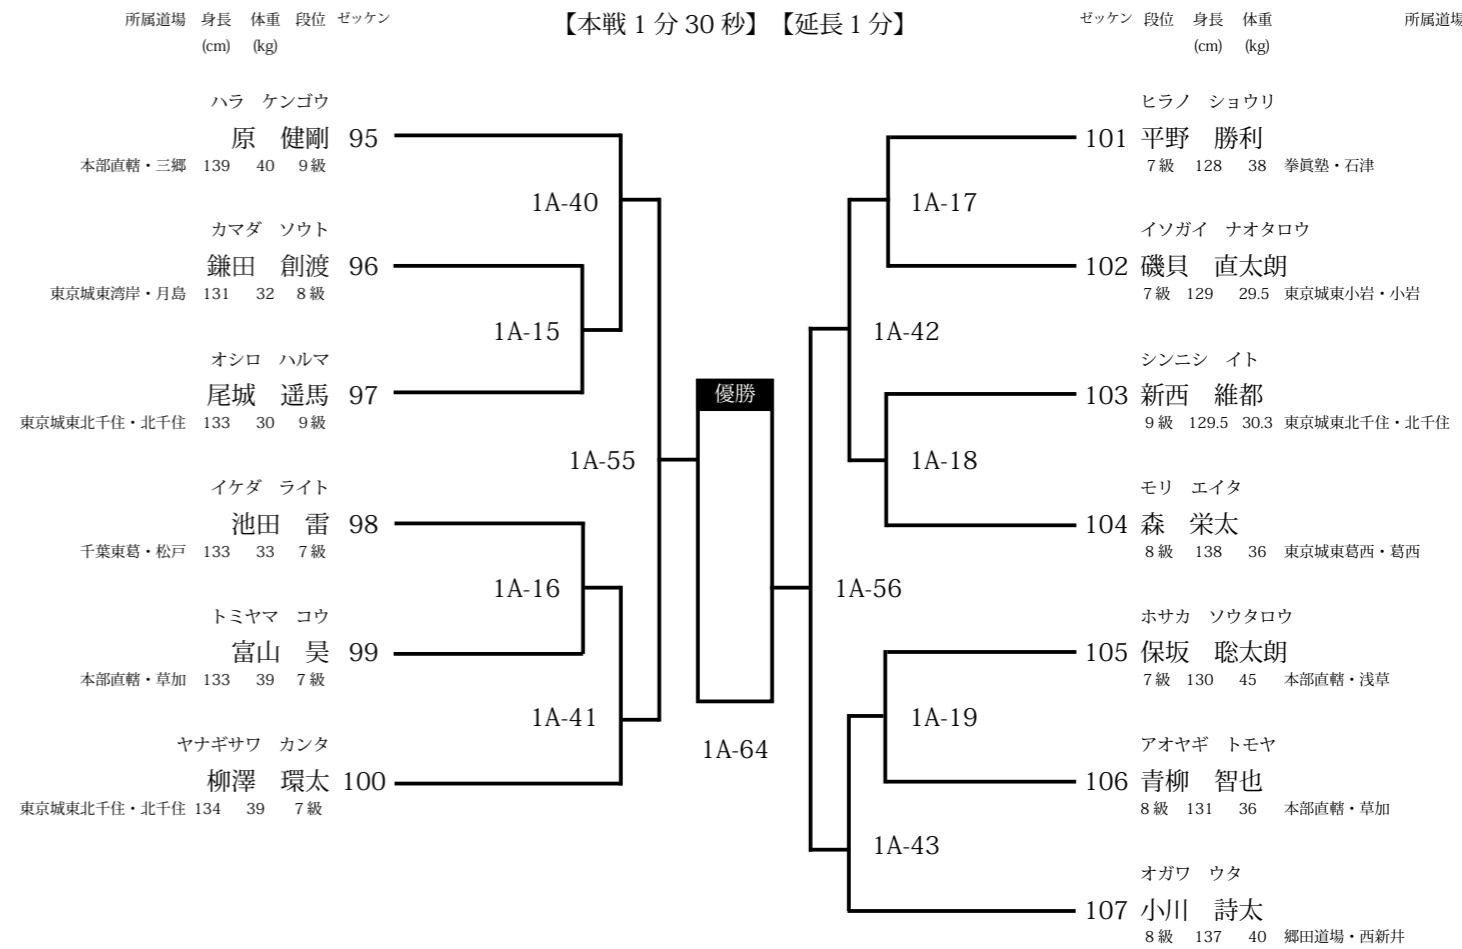 所属道場 身長 体重 段位 ゼッケン
(cm) (kg)
【本戦1分30秒】【延長1分】
ゼッケン 段位 身長 体重 所属道場
(cm) (kg)
ハラ ケンゴウ
原 健剛 95
本部直轄・三郷 139 40 9級
1A-40
カマダ ソウト
鎌田 創渡 96
東京城東湾岸・月島 131 32 8級
1A-15
オシロ ハルマ
尾城 遥馬 97
東京城東北千住・北千住 133 30 9級
1A-55
イケダ ライト
池田 雷 98
千葉東葛・松戸 133 33 7級
1A-16
トミヤマ コウ
富山 昊 99
本部直轄・草加 133 39 7級
1A-41
ヤナギサワ カンタ
柳澤 環太 100
東京城東北千住・北千住 134 39 7級
優勝
1A-64
ヒラノ ショウリ
101 平野 勝利
7級 128 38 拳眞塾・石津
1A-17
イソガイ ナオタロウ
102 磯貝 直太朗
7級 129 29.5 東京城東小岩・小岩
1A-42
シンニシ イト
103 新西 維都
9級 129.5 30.3 東京城東北千住・北千住
1A-18
モリ エイタ
104 森 栄太
8級 138 36 東京城東葛西・葛西
1A-56
ホサカ ソウタロウ
105 保坂 聡太朗
7級 130 45 本部直轄・浅草
1A-19
アオヤギ トモヤ
106 青柳 智也
8級 131 36 本部直轄・草加
1A-43
オガワ ウタ
107 小川 詩太
8級 137 40 郷田道場・西新井